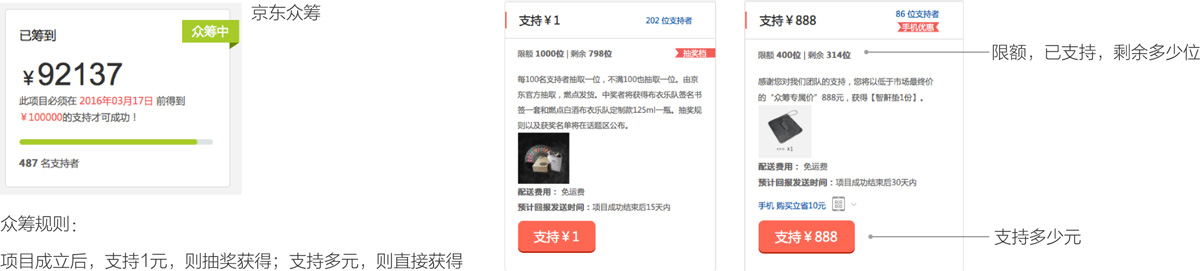 京东众筹
已筹到
众筹中
￥92137
此项目必须在 2016年03月17日 前得到
￥100000的支持才可成功！
487 名支持者
众筹规则：
项目成立后，支持1元，则抽奖获得；支持多元，则直接获得
支持￥1
202 位支持者
限额 1000位 | 剩余 798位
抽奖档
每100名支持者抽取一位，不满100也抽取一位。由京
东官方抽取，燃点发货。中奖者将获得布衣乐队签名书
签一套和燃点白酒布衣乐队定制款125ml一瓶。抽奖规
则以及获奖名单将在话题区公布。
配送费用： 免运费
预计回报发送时间：项目成功结束后15天内
支持￥1
支持￥888
86 位支持者
手机优惠
限额 400位 | 剩余 314位
感谢您对我们团队的支持，您将以低于市场最终价
的“众筹专属价”888元，获得【智鼾垫1份】。
x1
配送费用： 免运费
预计回报发送时间：项目成功结束后30天内
手机 购买立省10元
支持￥888
限额，已支持，剩余多少位
支持多少元